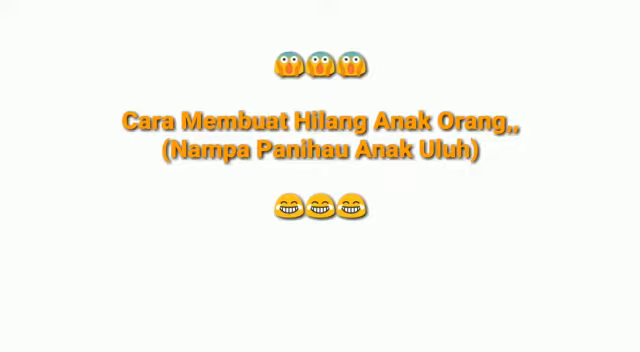 😱😱😱
Cara Membuat Hilang Anak Orang,,
(Nampa Panihau Anak Uluh)
😂😂😂